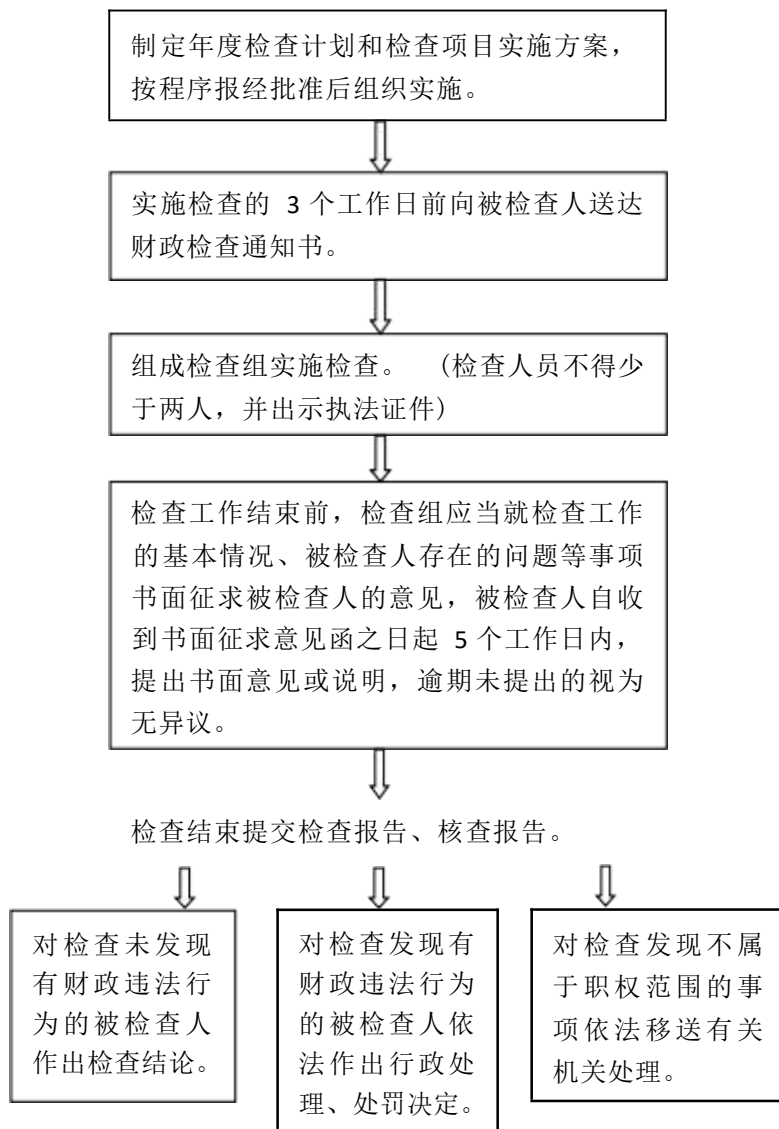 制定年度检查计划和检查项目实施方案，
按程序报经批准后组织实施。
实施检查的 3 个工作日前向被检查人送达
财政检查通知书。
组成检查组实施检查。 (检查人员不得少
于两人，并出示执法证件)
检查工作结束前，检查组应当就检查工作
的基本情况、被检查人存在的问题等事项
书面征求被检查人的意见，被检查人自收
到书面征求意见函之日起 5 个工作日内，
提出书面意见或说明，逾期未提出的视为
无异议。
检查结束提交检查报告、核查报告。
对检查未发现
有财政违法行
为的被检查人
作出检查结论。
对检查发现有
财政违法行为
的被检查人依
法作出行政处
理、处罚决定。
对检查发现不属
于职权范围的事
项依法移送有关
机关处理。